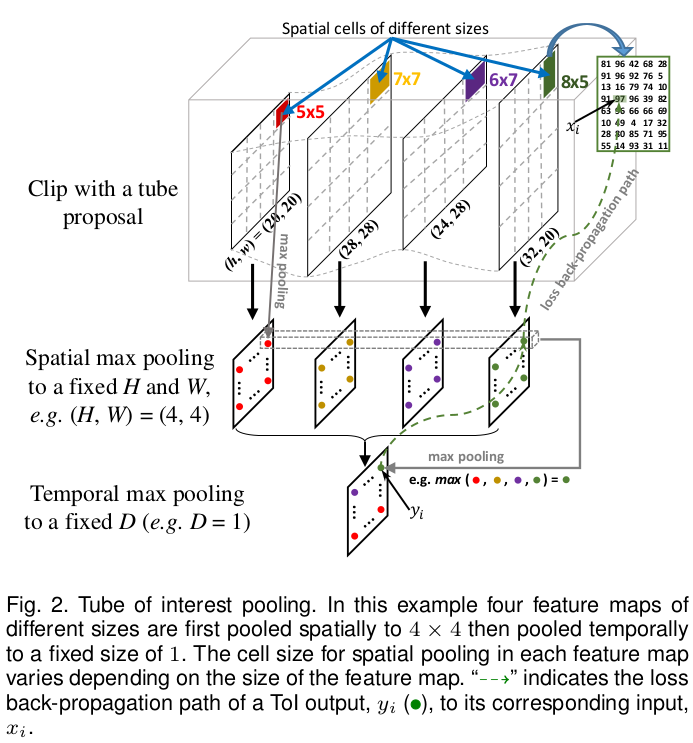 Spatial cells of different sizes
5x5
7x7
6x7
8x5
81 96 42 68 28
91 96 92 76 5
13 16 79 74 10
91 97 96 39 82
63 96 66 66 69
10 49 4 17 32
28 80 85 71 95
55 14 93 31 11
xi
Clip with a tube
proposal
(h, w) = (20, 20)
(28, 28)
(24, 28)
(32, 20)
max pooling
loss back-propagation path
Spatial max pooling
to a fixed H and W,
e.g. (H, W) = (4, 4)
max pooling
e.g. max ( , , , ) =
Temporal max pooling
to a fixed D (e.g. D = 1)
yi
Fig. 2. Tube of interest pooling. In this example four feature maps of
different sizes are first pooled spatially to 4 × 4 then pooled temporally
to a fixed size of 1. The cell size for spatial pooling in each feature map
varies depending on the size of the feature map. “--→” indicates the loss
back-propagation path of a ToI output, yi (●), to its corresponding input,
xi.